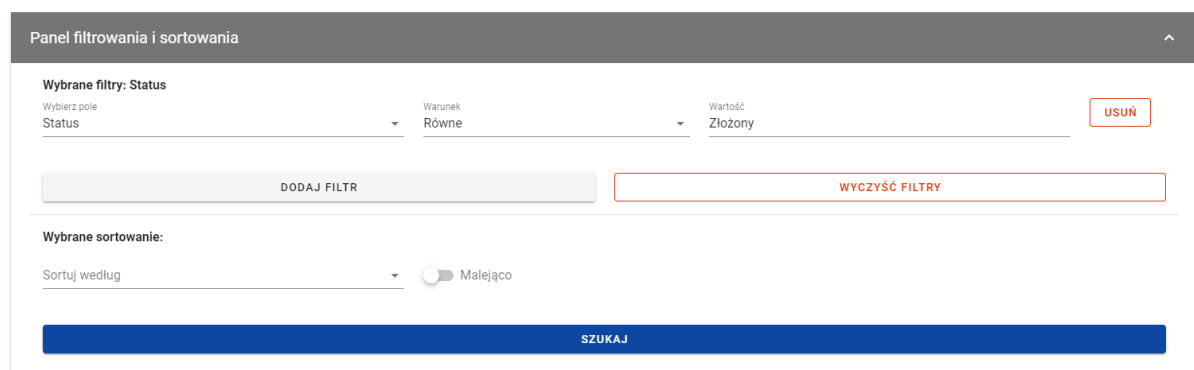 Panel filtrowania i sortowania
Wybrane filtry: Status
Wybierz pole Warunek Wartość
Status Równe Złożony USUŃ
DODAJ FILTR WYCZYŚĆ FILTRY
Wybrane sortowanie:
Sortuj według Malejąco
SZUKAJ